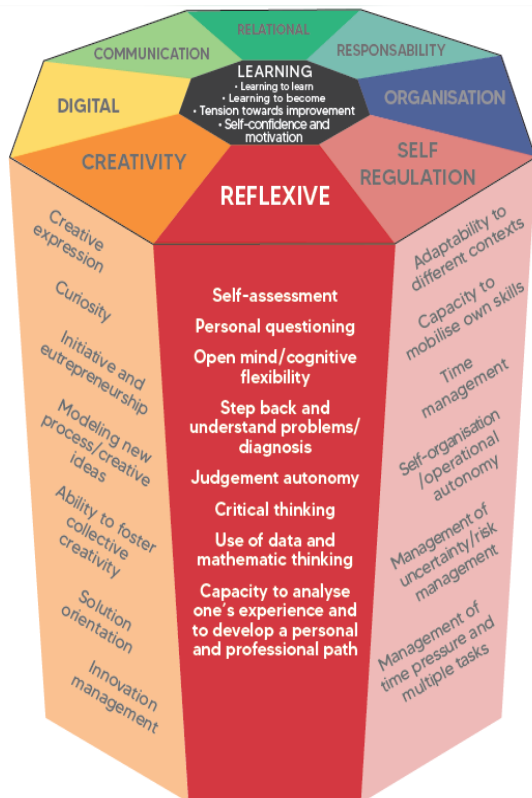 RELATIONAL
COMMUNICATION
RESPONSABILITY
LEARNING
• Learning to learn
• Learning to become
• Tension towards improvement
• Self-confidence and
motivation
DIGITAL
ORGANISATION
CREATIVITY
SELF
REGULATION
REFLEXIVE
Creative
expression
Curiosity
Initiative and
eutrepreneurship
Modeling new
process/creative
ideas
Ability to foster
collective
creativity
Solution
orientation
Innovation
management
Self-assessment
Personal questioning
Open mind/cognitive
flexibility
Step back and
understand problems/
diagnosis
Judgement autonomy
Critical thinking
Use of data and
mathematic thinking
Capacity to analyse
one's experience and
to develop a personal
and professional path
Adaptability to
different contexts
Capacity to
mobilise own skills
Time
management
Self-organisation
/operational
autonomy
Management of
uncertainty/risk
management
Management of
time pressure and
multiple tasks